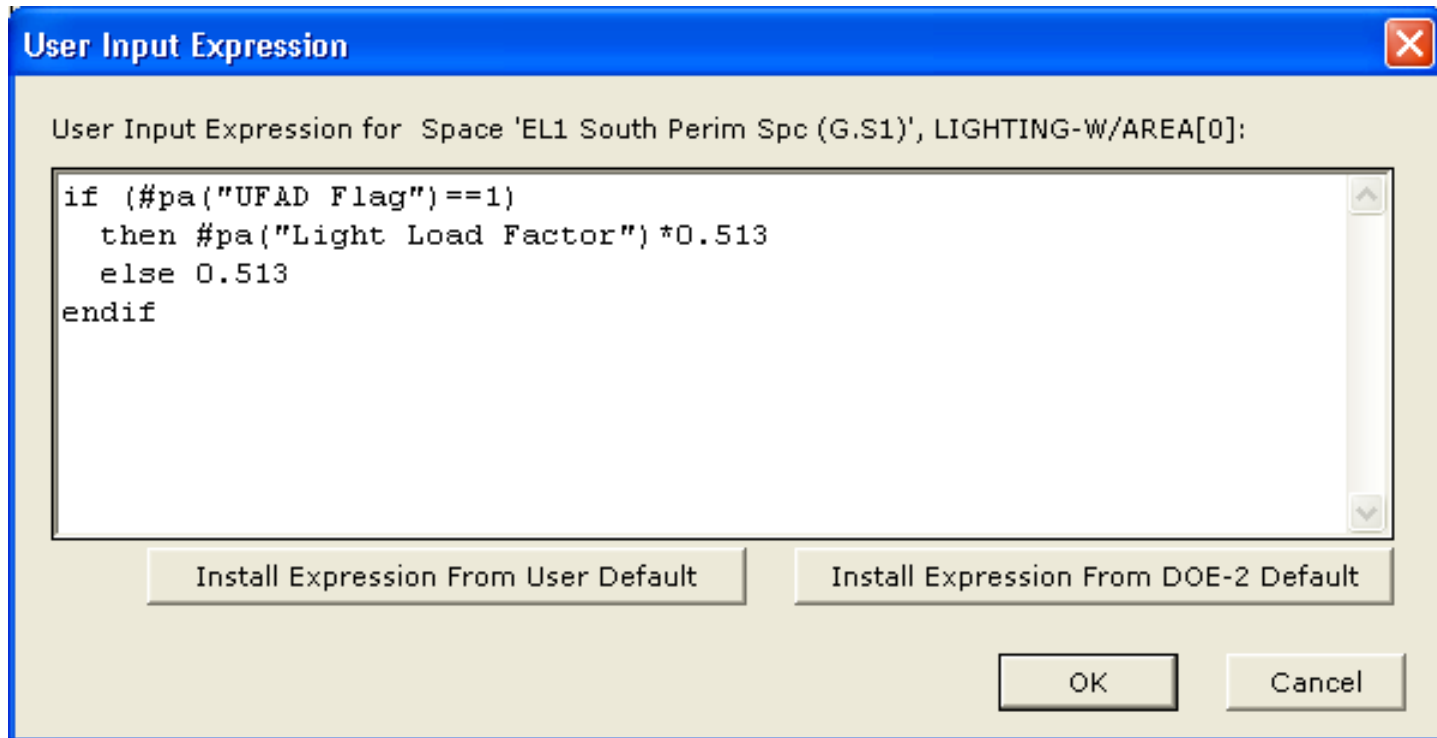 User Input Expression
User Input Expression for Space 'EL1 South Perim Spc (G.S1)', LIGHTING-W/AREA[0]:
if (#pa("UFAD Flag")==1)
then #pa("Light Load Factor")*0.513
else 0.513
endif
Install Expression From User Default
Install Expression From DOE-2 Default
OK
Cancel